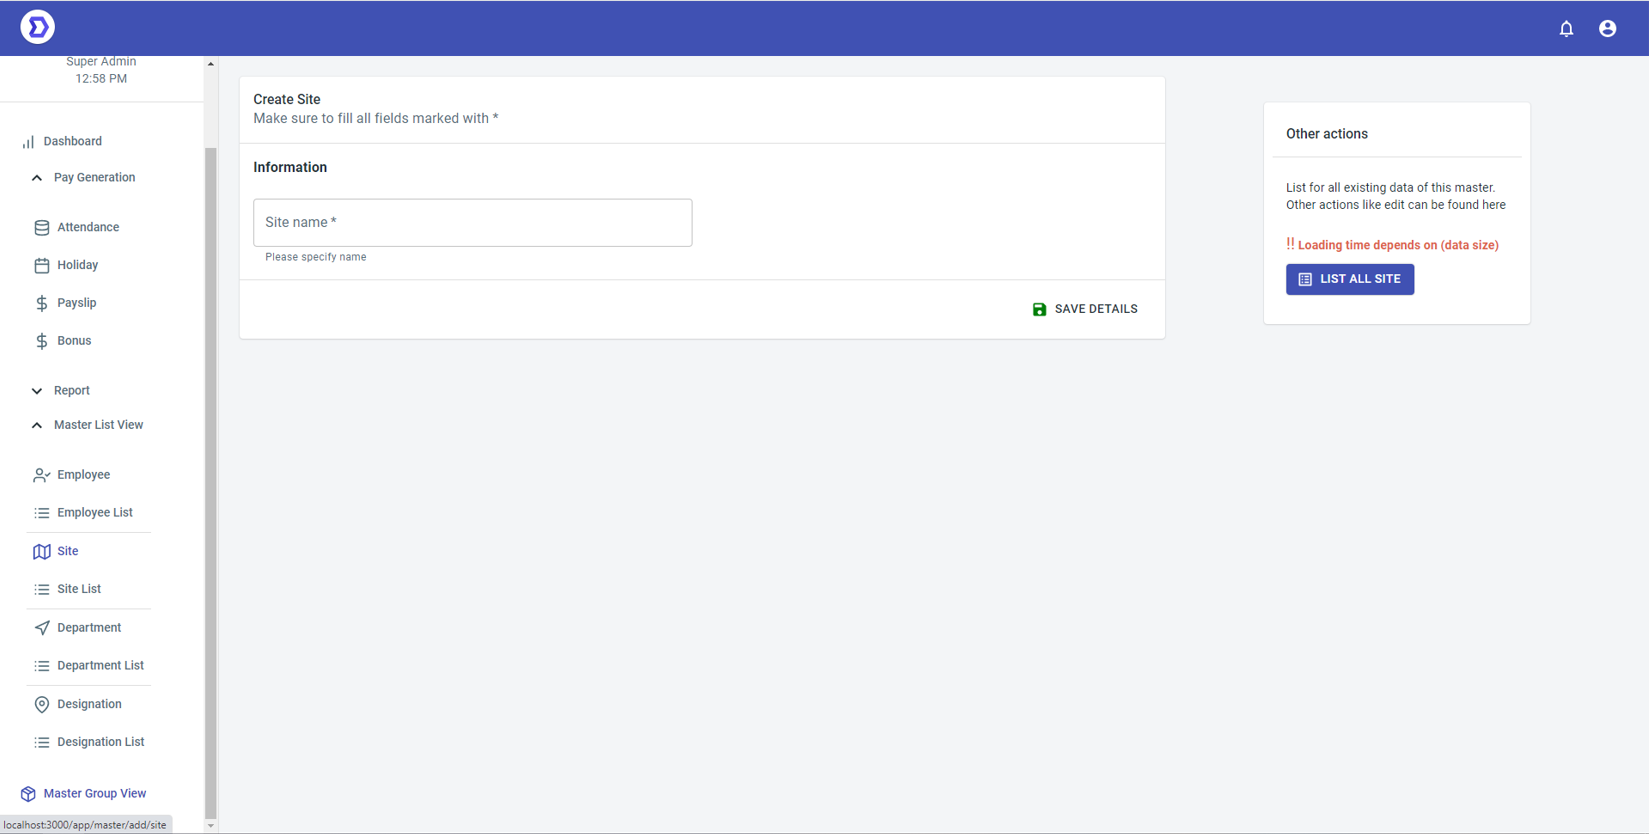 Super Admin
12:58 PM
Dashboard
Pay Generation
Attendance
Holiday
Payslip
Bonus
Report
Master List View
Employee
Employee List
Site
Site List
Department
Department List
Designation
Designation List
Master Group View
localhost:3000/app/master/add/site
Create Site
Make sure to fill all fields marked with *
Information
Site name *
Please specify name
SAVE DETAILS
Other actions
List for all existing data of this master.
Other actions like edit can be found here
!! Loading time depends on (data size)
LIST ALL SITE